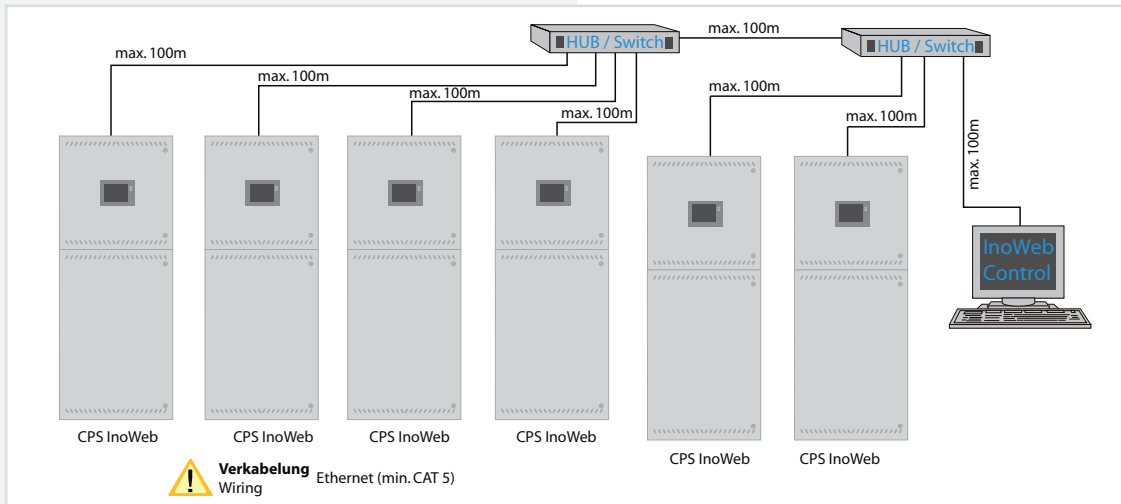 HUB / Switch
max. 100m
HUB / Switch
max. 100m
max. 100m
max. 100m
max. 100m
max. 100m
max. 100m
max. 100m
InoWeb
Control
CPS InoWeb
CPS InoWeb
CPS InoWeb
CPS InoWeb
CPS InoWeb
CPS InoWeb
Verkabelung
Wiring
Ethernet (min. CAT 5)